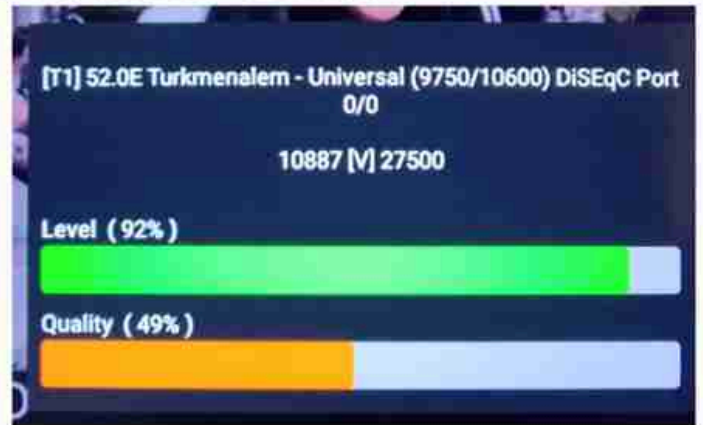 [T1] 52.0E Turkmenalem - Universal (9750/10600) DiSEqC Port
0/0
10887 [V] 27500
Level ( 92% )
Quality ( 49% )